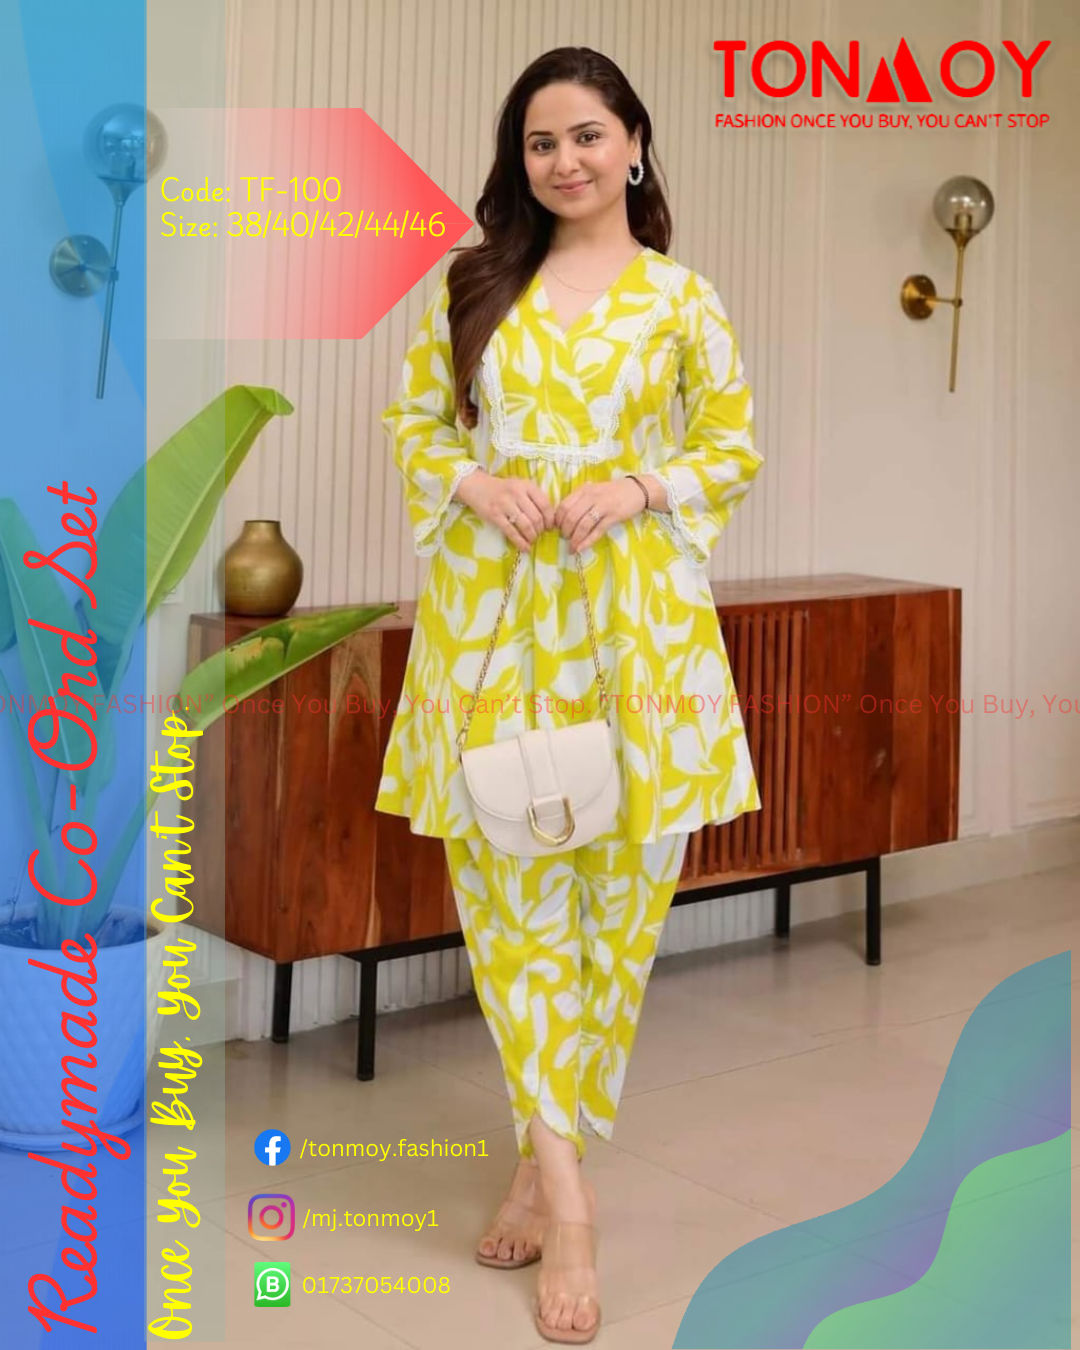 TONMOY
FASHION ONCE YOU BUY, YOU CAN'T STOP
Code: TF-100
Size: 38/40/42/44/46
Readymade Co-Ord Set
Once You Buy, You Can't Stop.
ONMOY FASHION” Once You Buy, You Can’t Stop. “TONMOY FASHION” Once You Buy, You
/tonmoy.fashion1
/mj.tonmoy1
01737054008